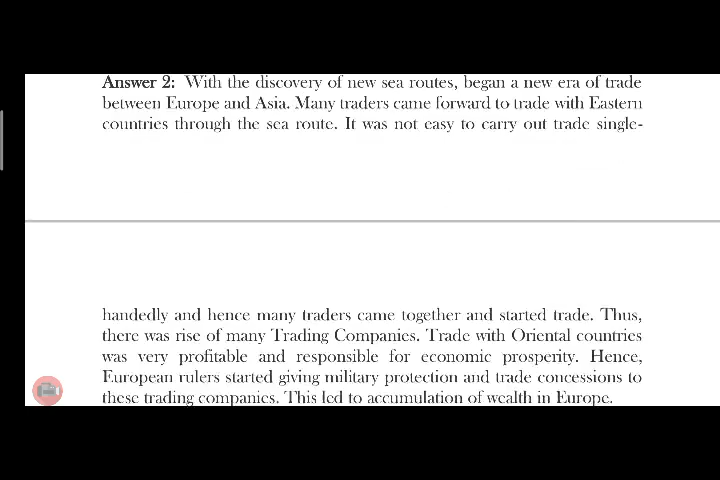 Answer 2: With the discovery of new sea routes, began a new era of trade
between Europe and Asia. Many traders came forward to trade with Eastern
countries through the sea route. It was not easy to carry out trade single-
handedly and hence many traders came together and started trade. Thus,
there was rise of many Trading Companies. Trade with Oriental countries
was very profitable and responsible for economic prosperity. Hence,
European rulers started giving military protection and trade concessions to
these trading companies. This led to accumulation of wealth in Europe.